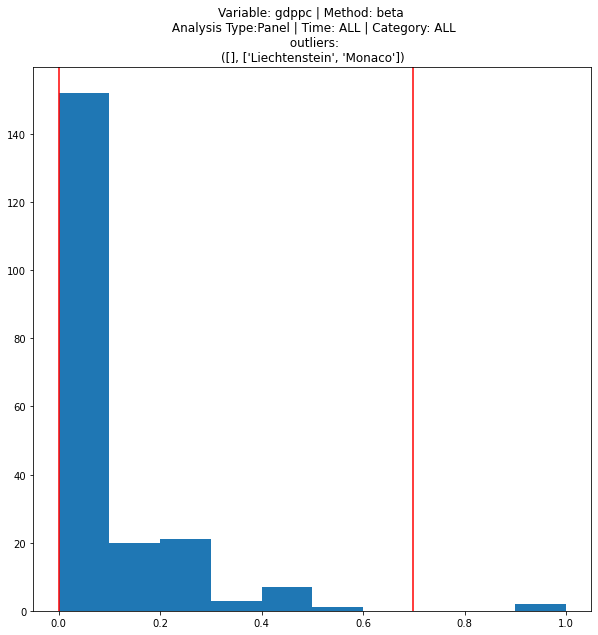 Variable: gdppc | Method: beta
Analysis Type:Panel | Time: ALL | Category: ALL
outliers:
([], ['Liechtenstein', 'Monaco'])
140
120
100
80
60
40
20
0
0.0 0.2 0.4 0.6 0.8 1.0